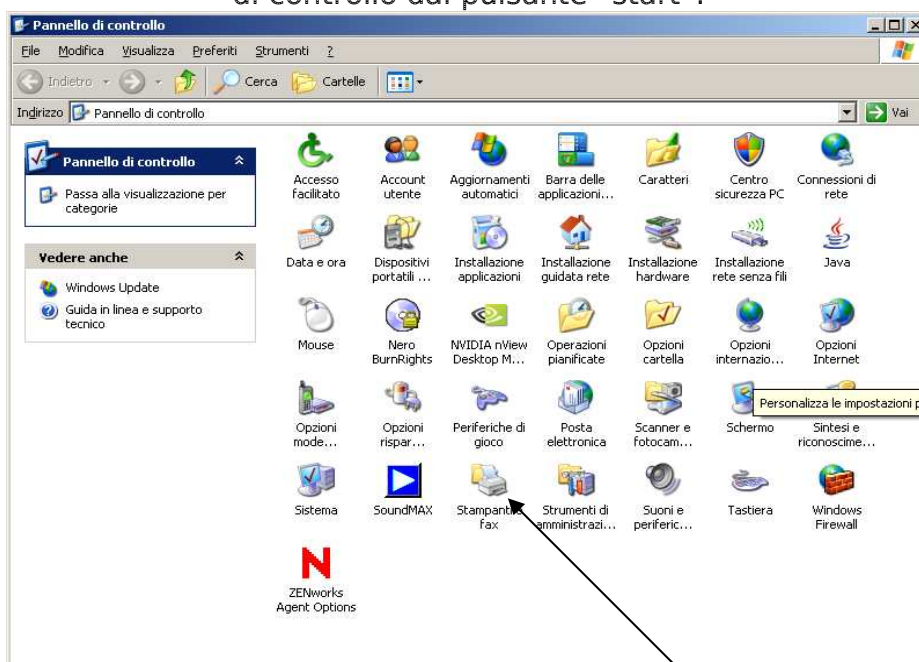 di controllo dal pulsante "start".
Pannello di controllo
File Modifica Visualizza Preferiti Strumenti ?
Indietro Cerca Cartelle
Indirizzo Pannello di controllo Vai
Pannello di controllo
Passa alla visualizzazione per
categorie
Vedere anche
Windows Update
Guida in linea e supporto
tecnico
Accesso
facilitato
Account
utente
Aggiornamenti
automatici
Barra delle
applicazioni...
Caratteri
Centro
sicurezza PC
Connessioni di
rete
Data e ora
Dispositivi
portatili ...
Installazione
applicazioni
Installazione
guidata rete
Installazione
hardware
Installazione
rete senza fili
Java
Mouse
Nero
BurnRights
NVIDIA nView
Desktop M...
Operazioni
pianificate
Opzioni
cartella
Opzioni
internazio...
Opzioni
Internet
Personalizza le impostazioni p
Opzioni
mode...
Opzioni
rispar...
Periferiche di
gioco
Posta
elettronica
Scanner e
fotocam...
Schermo
Sintesi e
riconoscime...
Sistema
SoundMAX
Stampanti e
fax
Strumenti di
amministrazi...
Suoni e
periferic...
Tastiera
Windows
Firewall
ZENworks
Agent Options